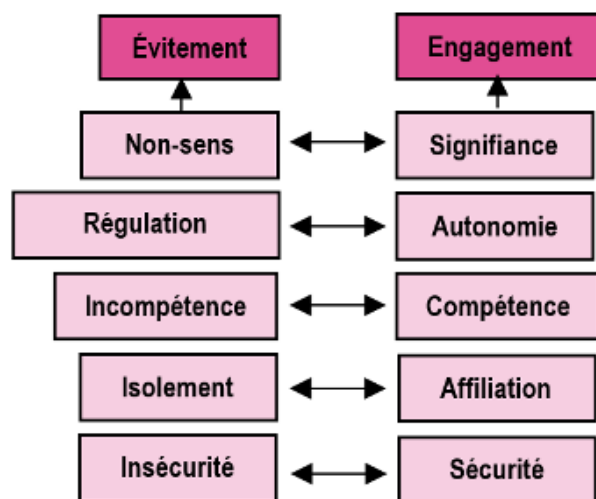 Évitement
Engagement
Non-sens
Signifiance
Régulation
Autonomie
Incompétence
Compétence
Isolement
Affiliation
Insécurité
Sécurité